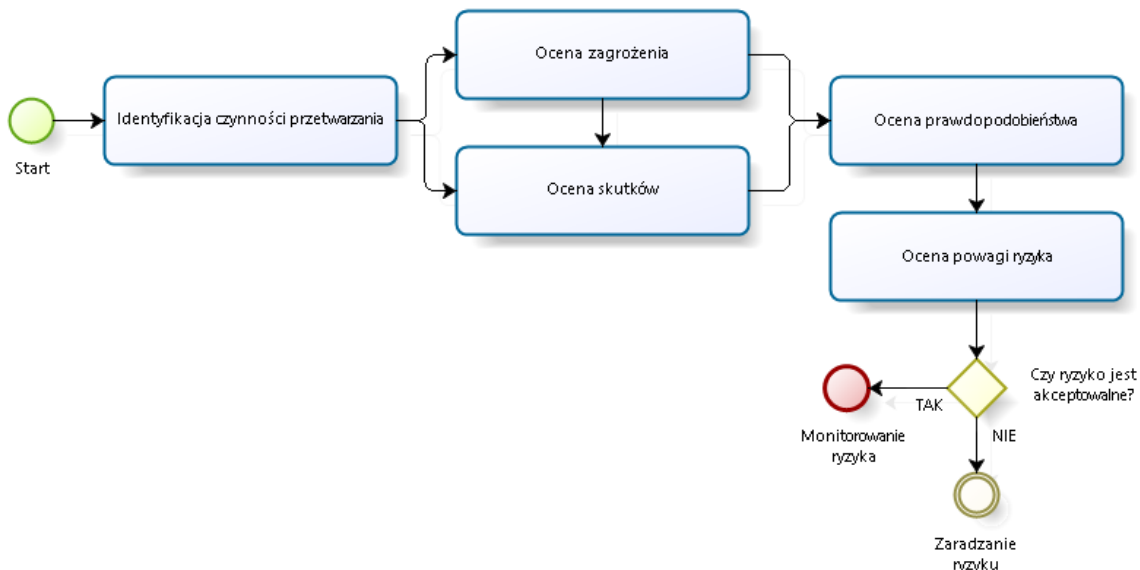 Start
Identyfikacja czynności przetwarzania
Ocena zagrożenia
Ocena skutków
Ocena prawdopodobieństwa
Ocena powagi ryzyka
Czy ryzyko jest
akceptowalne?
TAK
NIE
Monitorowanie
ryzyka
Zaradzanie
ryzyku